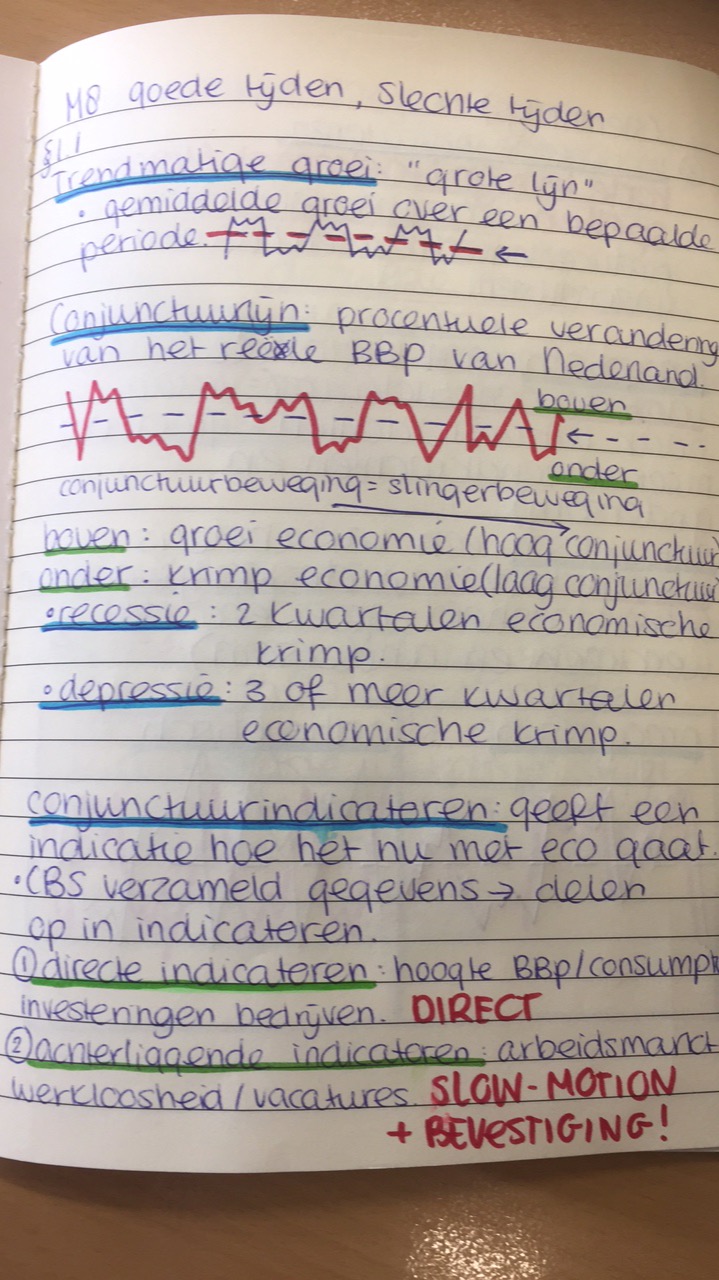 M8 goede tijden, slechte tijden
§1.1
Trendmatige groei: "grote lijn"
• gemiddelde groei over een bepaalde
periode. ←
Conjunctuurlijn: procentuele verandering
van het reële BBP van Nederland.
boven
← - - - -
onder
conjunctuurbeweging = slingerbeweging
boven: groei economie (hoog conjunctuur)
onder: krimp economie (laag conjunctuur
• recessie: 2 kwartalen economische
krimp.
• depressie: 3 of meer kwartalen
economische krimp.
conjunctuurindicateren: geeft een
indicatie hoe het nu met eco gaat.
• CBS verzameld gegevens → delen
op in indicateren.
① directe indicateren: hoogte BBP/consumpt
investeringen bedrijven. DIRECT
② achterliggende indicateren: arbeidsmarkt
werkloosheid/vacatures. SLOW-MOTION
+ BEVESTIGING!